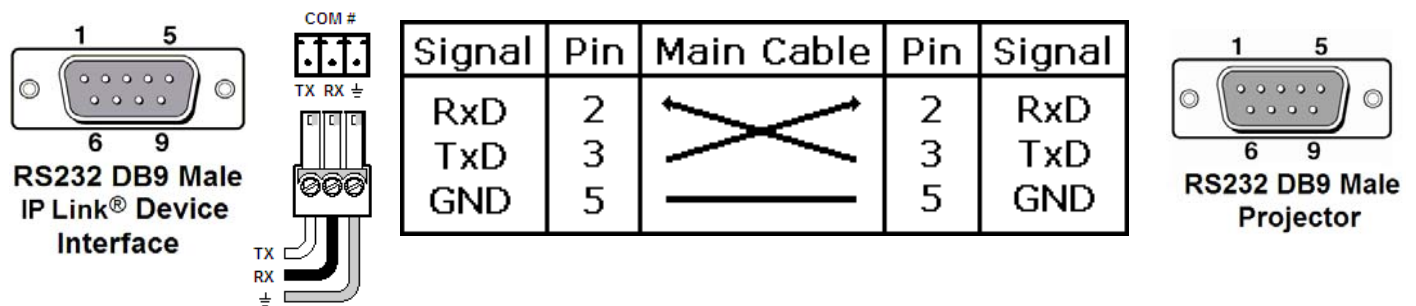 1 5
6 9
RS232 DB9 Male
IP Link® Device
Interface
COM #
TX RX ⏚
TX
RX
⏚
Signal Pin Main Cable Pin Signal
RxD 2 2 RxD
TxD 3 3 TxD
GND 5 5 GND
1 5
6 9
RS232 DB9 Male
Projector